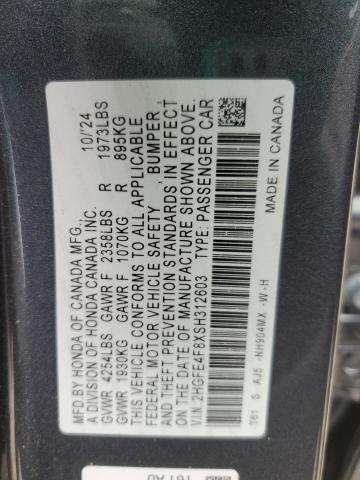 MFD.BY HONDA OF CANADA MFG., 10/'24
A DIVISION OF HONDA CANADA INC.
GVWR 4254LBS GAWR F 2358LBS R 1973LBS
GVWR 1930KG GAWR F 1070KG R 895KG
THIS VEHICLE CONFORMS TO ALL APPLICABLE
FEDERAL MOTOR VEHICLE SAFETY, BUMPER,
AND THEFT PREVENTION STANDARDS IN EFFECT
ON THE DATE OF MANUFACTURE SHOWN ABOVE.
V.I.N.:2HGFE4F8XSH312603 TYPE: PASSENGER CAR
T61 S AJ5 -NH904MX -W-H
MADE IN CANADA